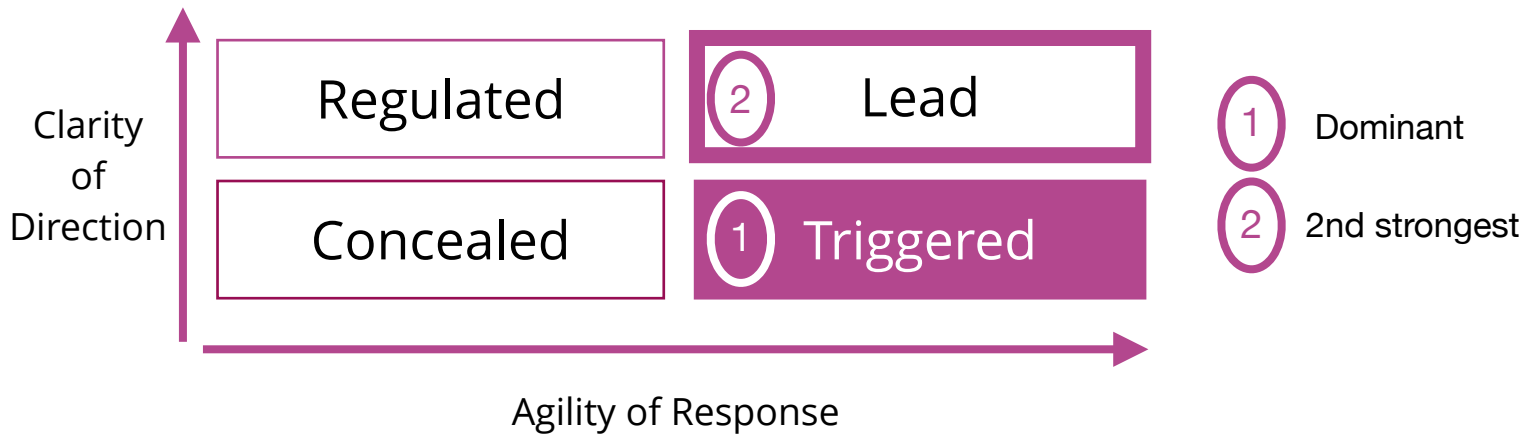 Clarity
of
Direction
Regulated
2
Lead
Concealed
1
Triggered
Agility of Response
1
Dominant
2
2nd strongest